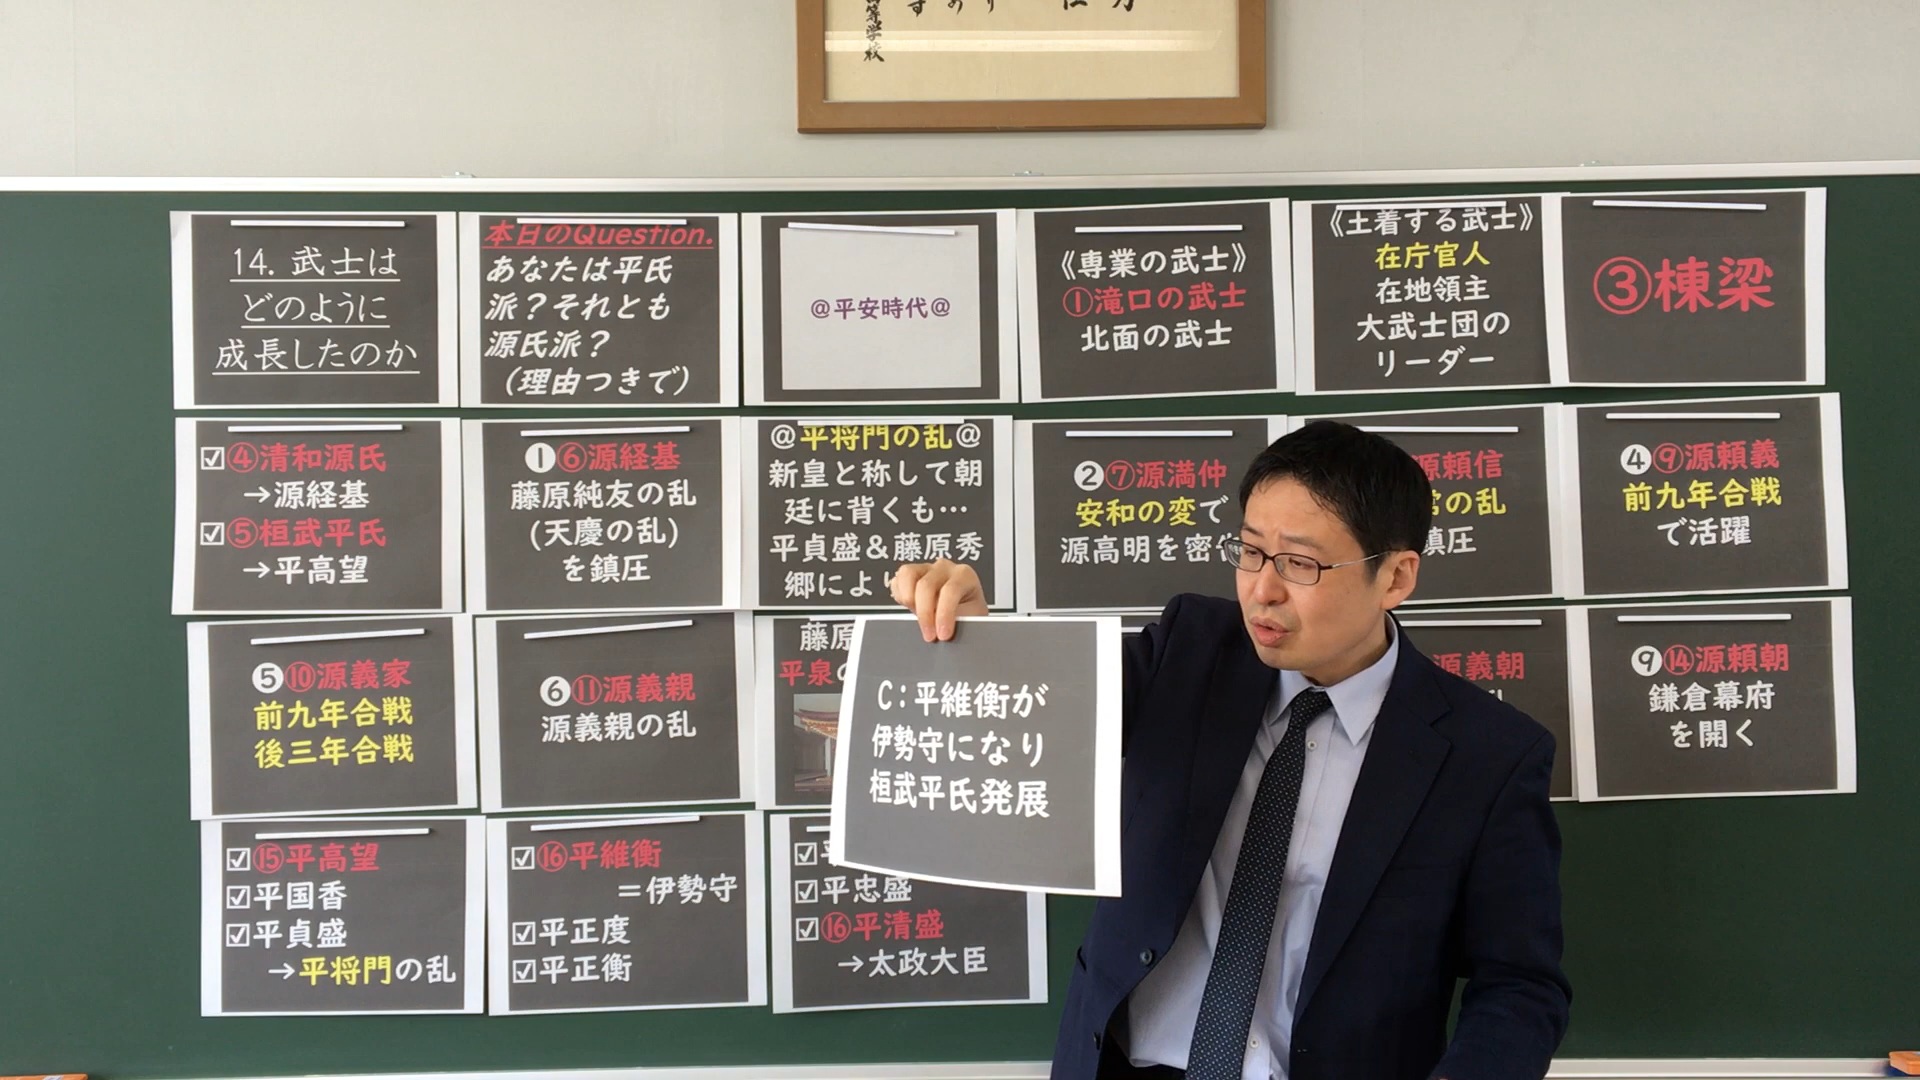 高等学校
14. 武士は
どのように
成長したのか
本日のQuestion.
あなたは平氏
派？それとも
源氏派？
（理由つきで）
@平安時代@
《専業の武士》
①滝口の武士
北面の武士
《土着する武士》
在庁官人
在地領主
大武士団の
リーダー
③棟梁
☑④清和源氏
→源経基
☑⑤桓武平氏
→平高望
❶⑥源経基
藤原純友の乱
(天慶の乱)
を鎮圧
@平将門の乱@
新皇と称して朝
廷に背くも…
平貞盛＆藤原秀
郷によ
❷⑦源満仲
安和の変で
源高明を密
源頼信
の乱
鎮圧
❹⑨源頼義
前九年合戦
で活躍
❺⑩源義家
前九年合戦
後三年合戦
❻⑪源義親
源義親の乱
藤原
平泉
C:平維衡が
伊勢守になり
桓武平氏発展
源義朝
❾⑭源頼朝
鎌倉幕府
を開く
☑⑮平高望
☑平国香
☑平貞盛
→平将門の乱
☑⑯平維衡
＝伊勢守
☑平正度
☑平正衡
☑平忠盛
☑⑯平清盛
→太政大臣